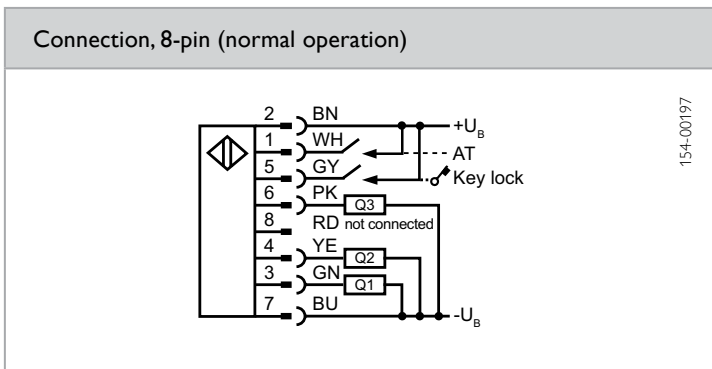 Connection, 8-pin (normal operation)
154-00197
2 BN +U_B
1 WH AT
5 GY Key lock
6 PK Q3
8 RD not connected
4 YE Q2
3 GN Q1
7 BU -U_B